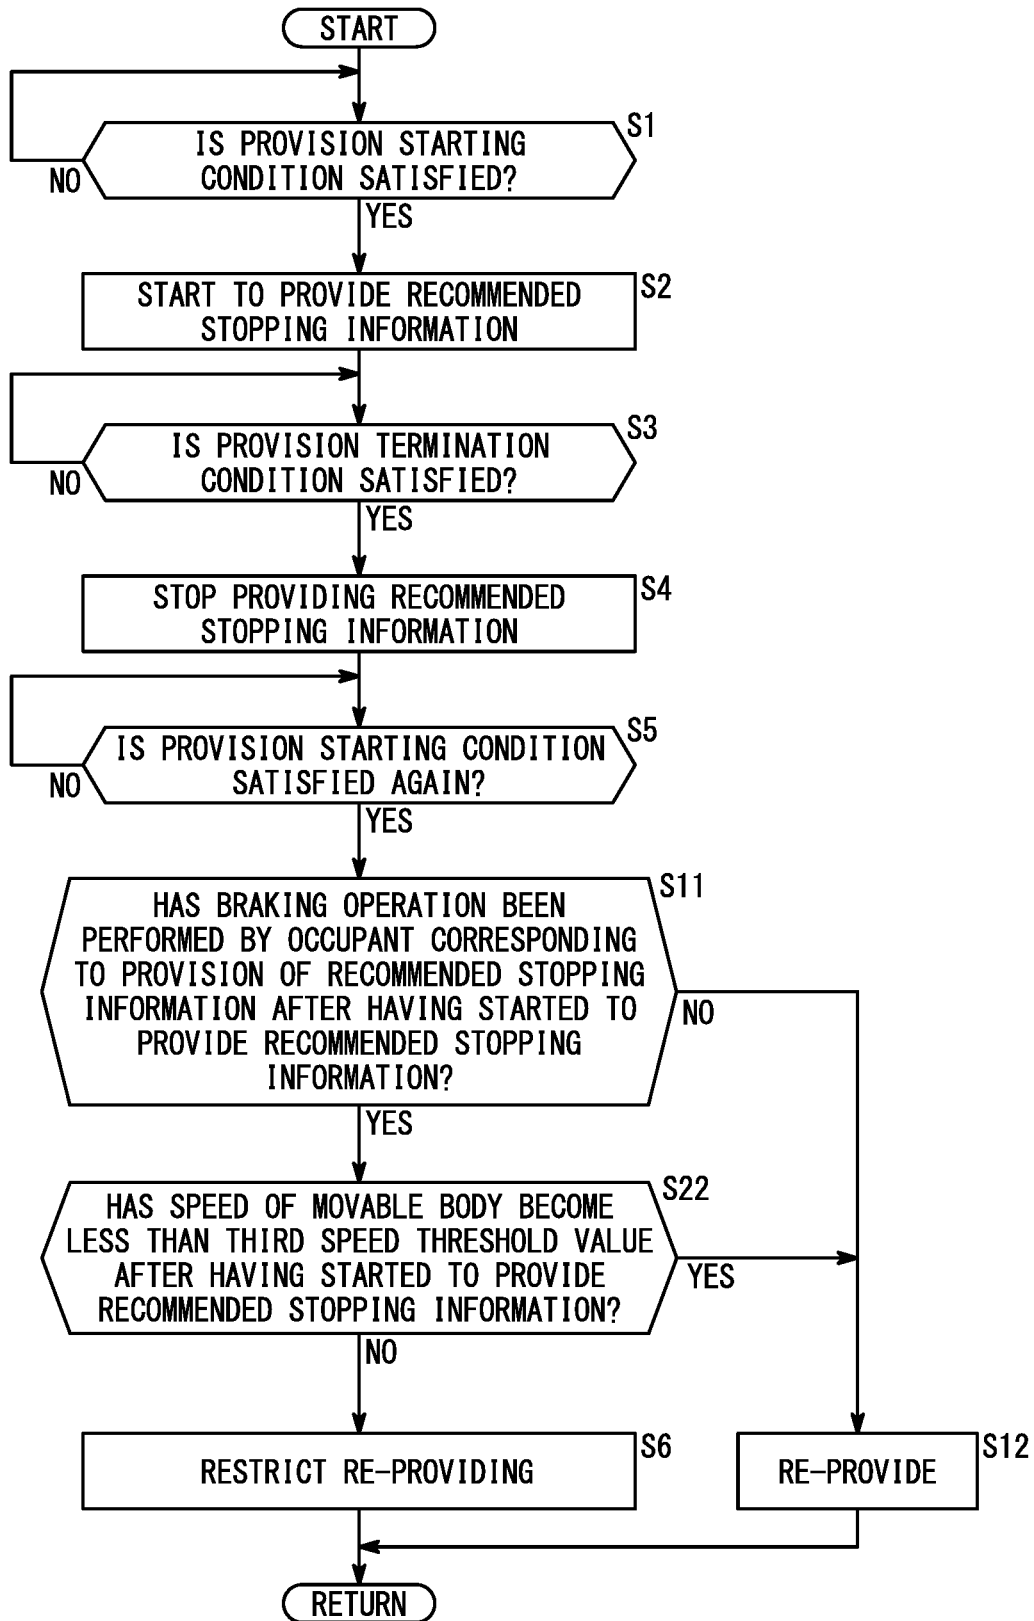 START
IS PROVISION STARTING
CONDITION SATISFIED?
S1
NO
YES
START TO PROVIDE RECOMMENDED
STOPPING INFORMATION
S2
IS PROVISION TERMINATION
CONDITION SATISFIED?
S3
NO
YES
STOP PROVIDING RECOMMENDED
STOPPING INFORMATION
S4
IS PROVISION STARTING CONDITION
SATISFIED AGAIN?
S5
NO
YES
HAS BRAKING OPERATION BEEN
PERFORMED BY OCCUPANT CORRESPONDING
TO PROVISION OF RECOMMENDED STOPPING
INFORMATION AFTER HAVING STARTED TO
PROVIDE RECOMMENDED STOPPING
INFORMATION?
S11
NO
YES
HAS SPEED OF MOVABLE BODY BECOME
LESS THAN THIRD SPEED THRESHOLD VALUE
AFTER HAVING STARTED TO PROVIDE
RECOMMENDED STOPPING INFORMATION?
S22
YES
NO
RESTRICT RE-PROVIDING
S6
RE-PROVIDE
S12
RETURN